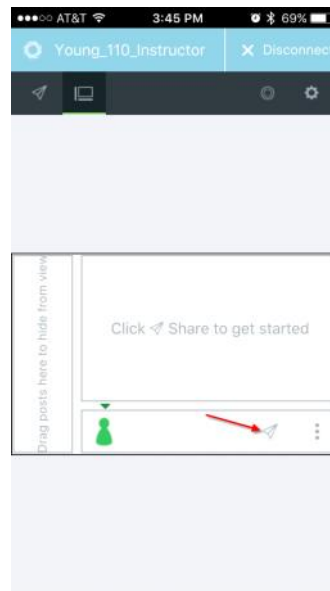 AT&T 3:45 PM 69%
Young_110_Instructor × Disconnec
Drag posts here to hide from view
Click Share to get started